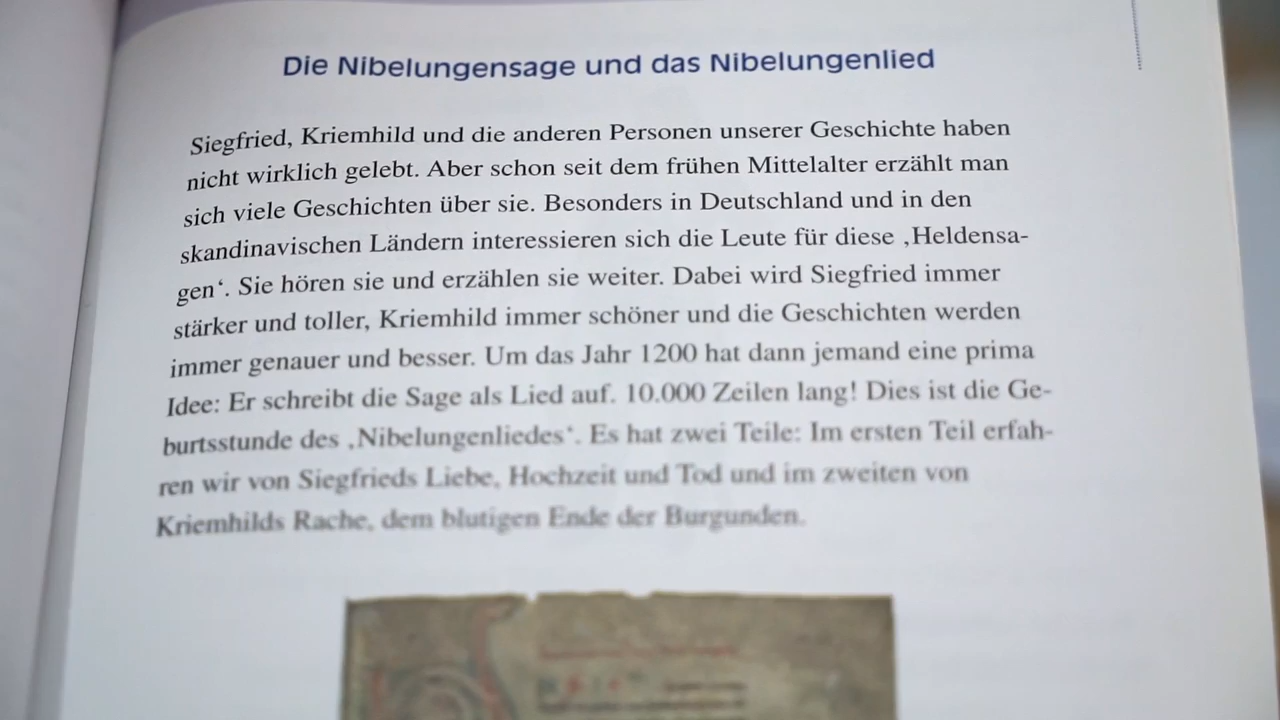 Die Nibelungensage und das Nibelungenlied
Siegfried, Kriemhild und die anderen Personen unserer Geschichte haben
nicht wirklich gelebt. Aber schon seit dem frühen Mittelalter erzählt man
sich viele Geschichten über sie. Besonders in Deutschland und in den
skandinavischen Ländern interessieren sich die Leute für diese ‚Heldensa-
gen‘. Sie hören sie und erzählen sie weiter. Dabei wird Siegfried immer
stärker und toller, Kriemhild immer schöner und die Geschichten werden
immer genauer und besser. Um das Jahr 1200 hat dann jemand eine prima
Idee: Er schreibt die Sage als Lied auf. 10.000 Zeilen lang! Dies ist die Ge-
burtsstunde des ‚Nibelungenliedes‘. Es hat zwei Teile: Im ersten Teil erfah-
ren wir von Siegfrieds Liebe, Hochzeit und Tod und im zweiten von
Kriemhilds Rache, dem blutigen Ende der Burgunden.